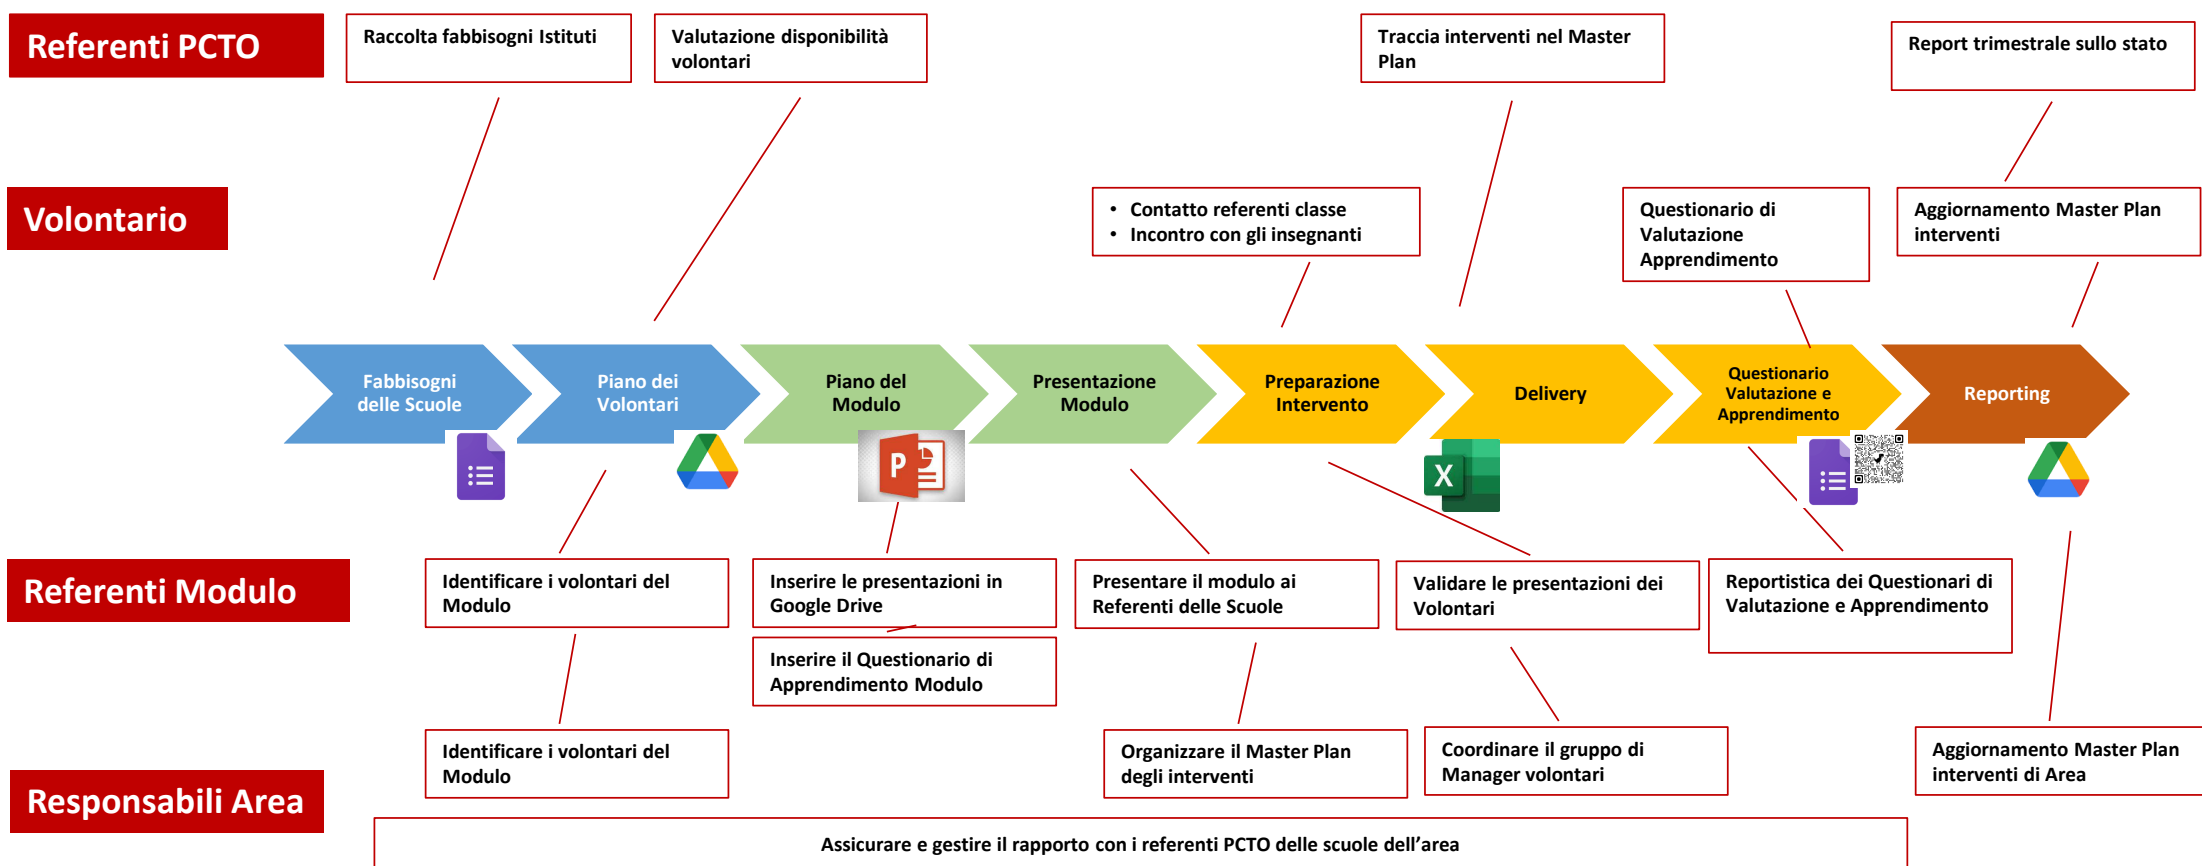 Referenti PCTO
Raccolta fabbisogni Istituti
Valutazione disponibilità
volontari
Traccia interventi nel Master
Plan
Report trimestrale sullo stato
Volontario
• Contatto referenti classe
• Incontro con gli insegnanti
Questionario di
Valutazione
Apprendimento
Aggiornamento Master Plan
interventi
Fabbisogni
delle Scuole
Piano dei
Volontari
Piano del
Modulo
Presentazione
Modulo
Preparazione
Intervento
Delivery
Questionario
Valutazione e
Apprendimento
Reporting
P
X
Referenti Modulo
Identificare i volontari del
Modulo
Inserire le presentazioni in
Google Drive
Inserire il Questionario di
Apprendimento Modulo
Presentare il modulo ai
Referenti delle Scuole
Validare le presentazioni dei
Volontari
Reportistica dei Questionari di
Valutazione e Apprendimento
Responsabili Area
Identificare i volontari del
Modulo
Organizzare il Master Plan
degli interventi
Coordinare il gruppo di
Manager volontari
Aggiornamento Master Plan
interventi di Area
Assicurare e gestire il rapporto con i referenti PCTO delle scuole dell’area